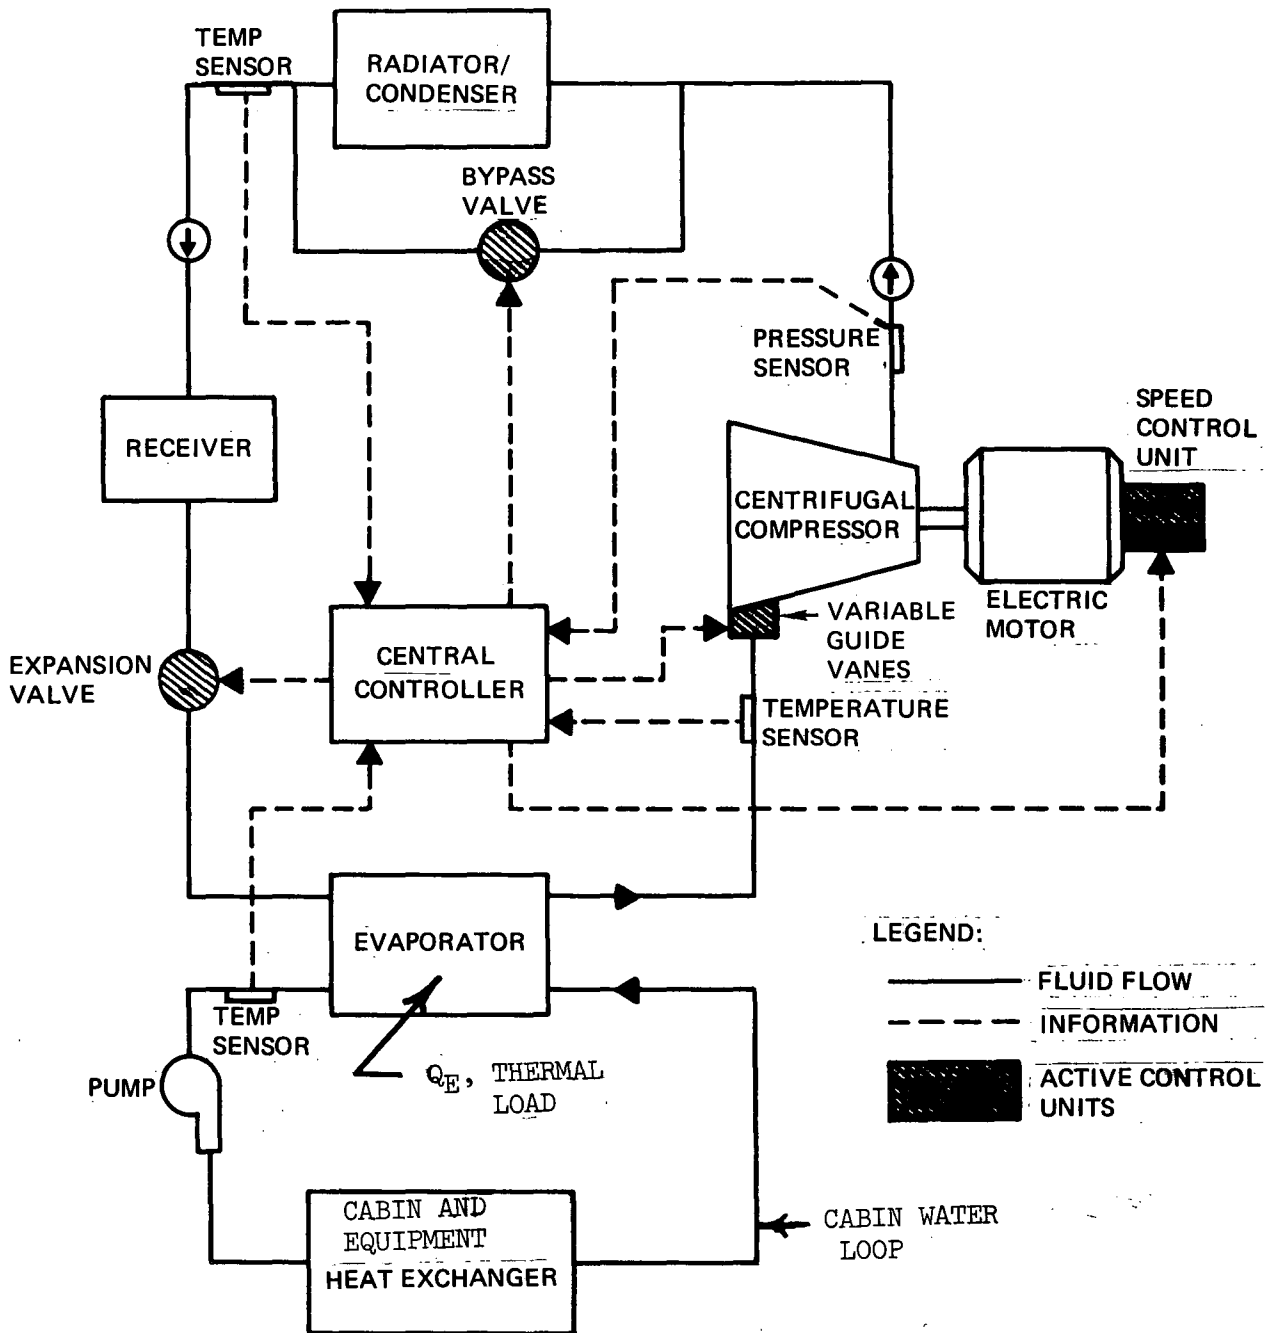 TEMP
SENSOR
RADIATOR/
CONDENSER
BYPASS
VALVE
PRESSURE
SENSOR
SPEED
CONTROL
UNIT
RECEIVER
CENTRIFUGAL
COMPRESSOR
ELECTRIC
MOTOR
VARIABLE
GUIDE
VANES
EXPANSION
VALVE
CENTRAL
CONTROLLER
TEMPERATURE
SENSOR
EVAPORATOR
TEMP
SENSOR
PUMP
QE, THERMAL
LOAD
LEGEND:
FLUID FLOW
INFORMATION
ACTIVE CONTROL
UNITS
CABIN AND
EQUIPMENT
HEAT EXCHANGER
CABIN WATER
LOOP